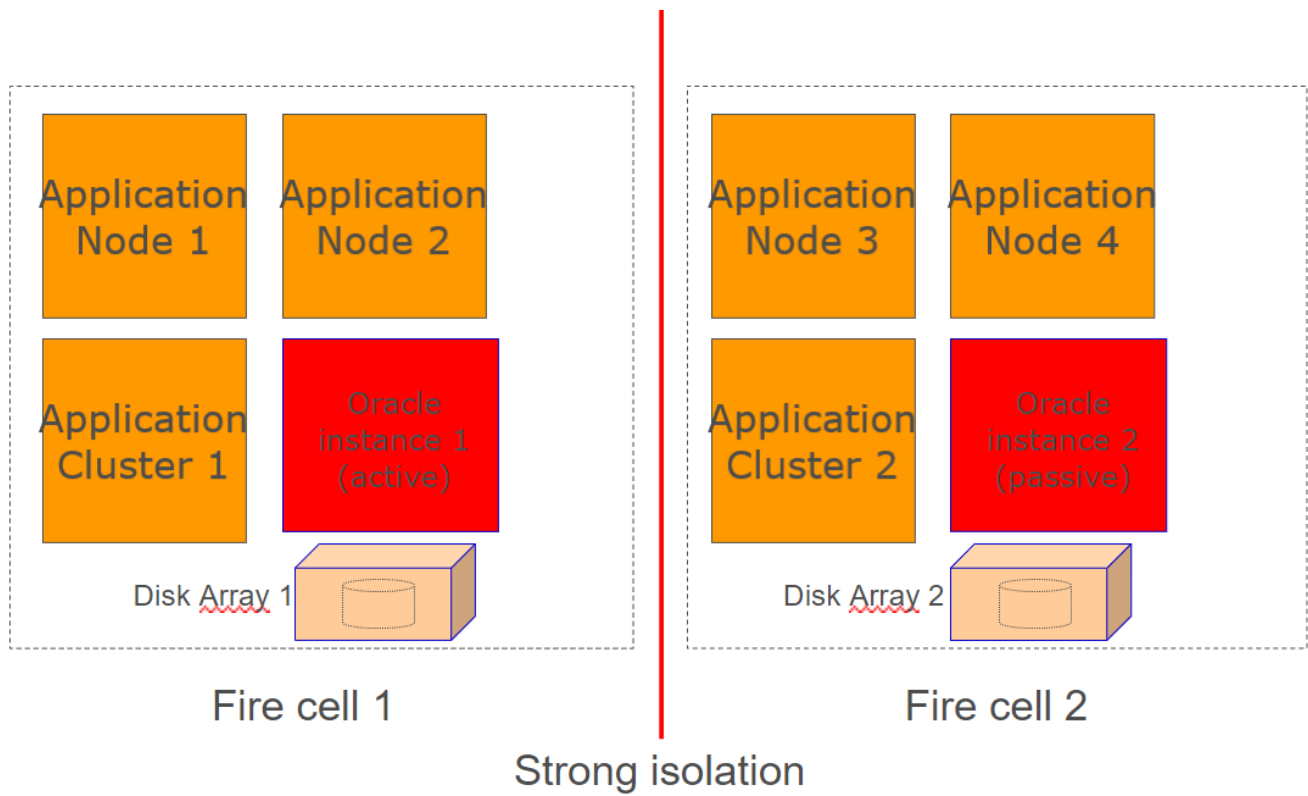 Application
Node 1
Application
Node 2
Application
Cluster 1
Oracle
instance 1
(active)
Disk Array 1
Fire cell 1
Application
Node 3
Application
Node 4
Application
Cluster 2
Oracle
instance 2
(passive)
Disk Array 2
Fire cell 2
Strong isolation